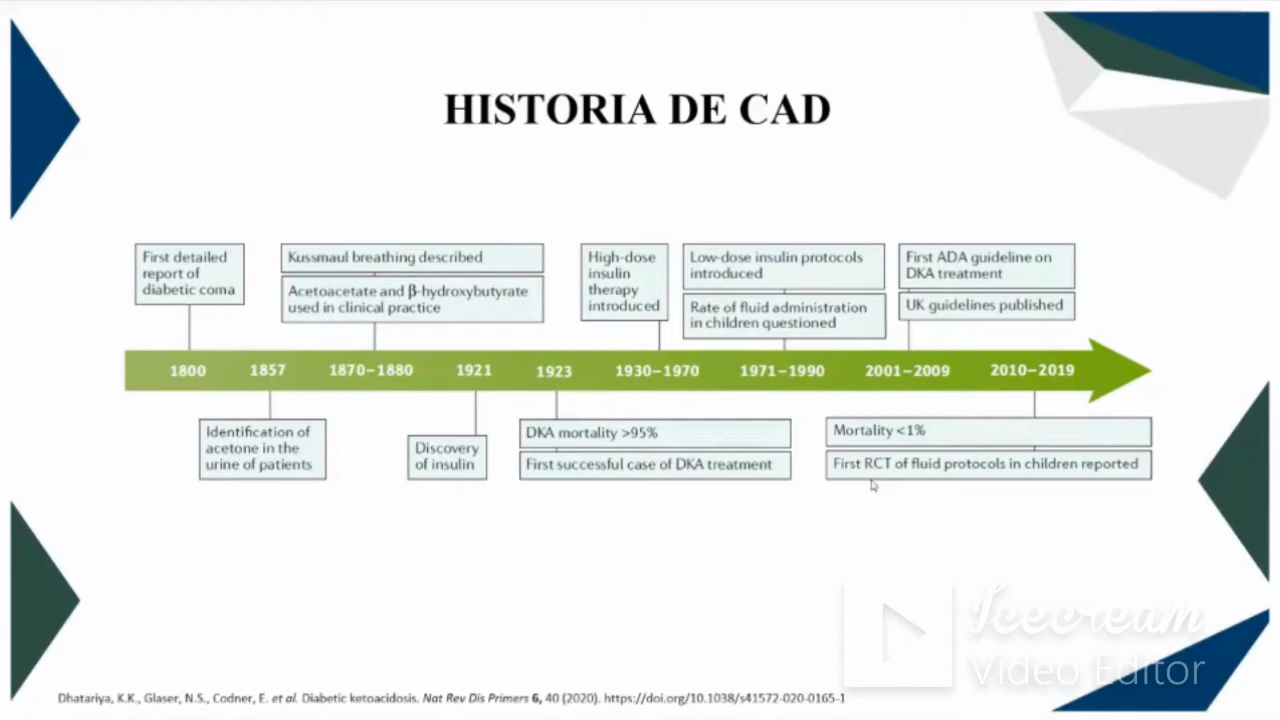 HISTORIA DE CAD
First detailed
report of
diabetic coma
Kussmaul breathing described
Acetoacetate and β-hydroxybutyrate
used in clinical practice
High-dose
insulin
therapy
introduced
Low-dose insulin protocols
introduced
Rate of fluid administration
in children questioned
First ADA guideline on
DKA treatment
UK guidelines published
1800 1857 1870–1880 1921 1923 1930–1970 1971–1990 2001–2009 2010–2019
Identification of
acetone in the
urine of patients
Discovery
of insulin
DKA mortality >95%
First successful case of DKA treatment
Mortality <1%
First RCT of fluid protocols in children reported
Icecream
Video Editor
Dhatariya, K.K., Glaser, N.S., Codner, E. et al. Diabetic ketoacidosis. Nat Rev Dis Primers 6, 40 (2020). https://doi.org/10.1038/s41572-020-0165-1